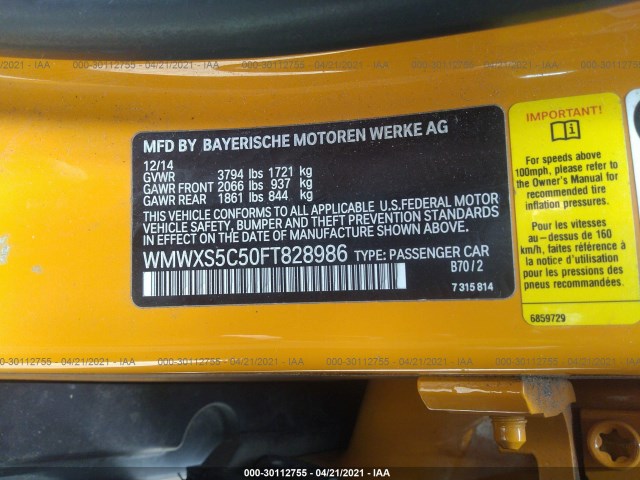 000-30112755 - 04/21/2021 - IAA
MFD BY BAYERISCHE MOTOREN WERKE AG
12/14
GVWR 3794 lbs 1721 kg
GAWR FRONT 2066 lbs 937 kg
GAWR REAR 1861 lbs 844 kg
THIS VEHICLE CONFORMS TO ALL APPLICABLE U.S.FEDERAL MOTOR
VEHICLE SAFETY, BUMPER AND THEFT PREVENTION STANDARDS
IN EFFECT ON THE DATE OF MANUFACTURE SHOWN ABOVE.
WMWXS5C50FT828986 TYPE: PASSENGER CAR
B70/2
7 315 814
IMPORTANT!
For speeds above
100mph, please refer to
the Owner's Manual for
recommended tire
inflation pressures.
Pour les vitesses
au-dessus de 160
km/h, faites référence à
la notice d'utilisation
au sujet des pressions de
pneus recommandées.
6859729
000-30112755 - 04/21/2021 - IAA
000-30112755 - 04/21/2021 - IAA